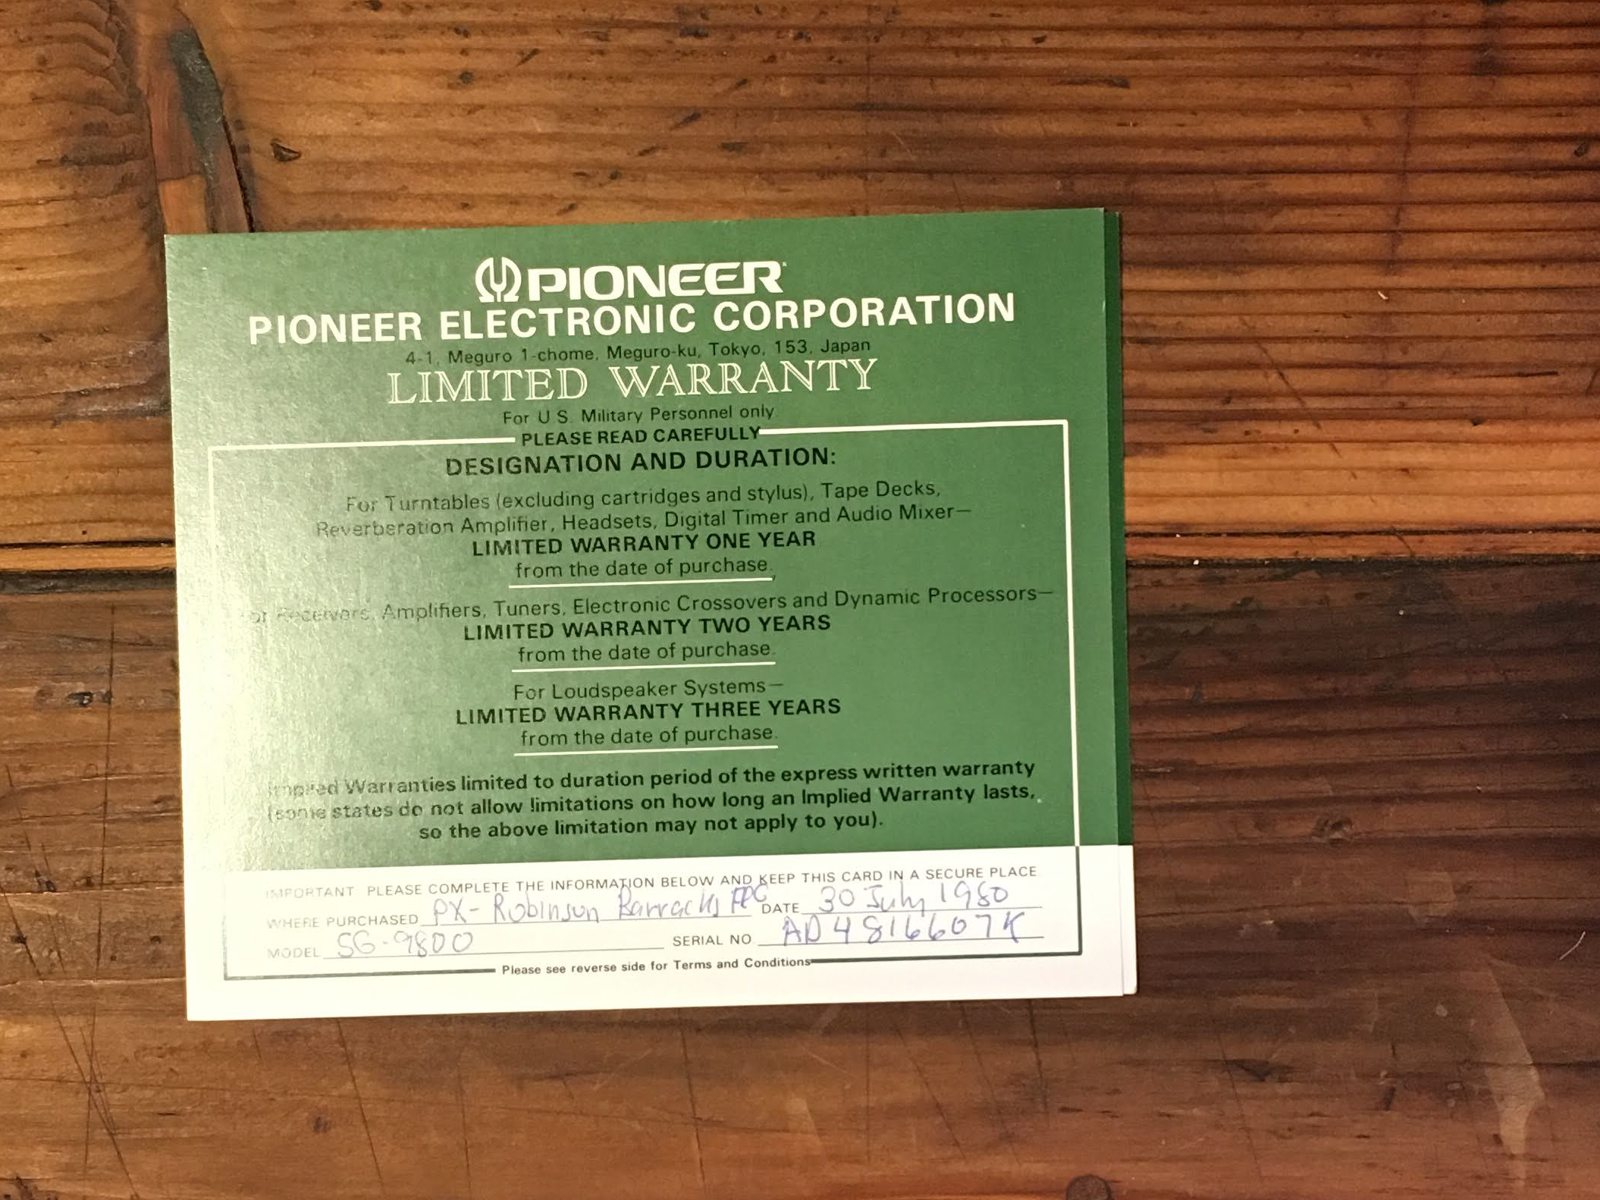 PIONEER
PIONEER ELECTRONIC CORPORATION
4-1, Meguro 1-chome, Meguro-ku, Tokyo, 153, Japan
LIMITED WARRANTY
For U.S. Military Personnel only
PLEASE READ CAREFULLY
DESIGNATION AND DURATION:
For Turntables (excluding cartridges and stylus), Tape Decks,
Reverberation Amplifier, Headsets, Digital Timer and Audio Mixer—
LIMITED WARRANTY ONE YEAR
from the date of purchase.
For Receivers, Amplifiers, Tuners, Electronic Crossovers and Dynamic Processors—
LIMITED WARRANTY TWO YEARS
from the date of purchase.
For Loudspeaker Systems—
LIMITED WARRANTY THREE YEARS
from the date of purchase.
Implied Warranties limited to duration period of the express written warranty
(some states do not allow limitations on how long an Implied Warranty lasts,
so the above limitation may not apply to you).
IMPORTANT PLEASE COMPLETE THE INFORMATION BELOW AND KEEP THIS CARD IN A SECURE PLACE
WHERE PURCHASED PX- Robinson Barracks DATE 30 July 1980
MODEL SG-9800 SERIAL NO AD4816607K
Please see reverse side for Terms and Conditions